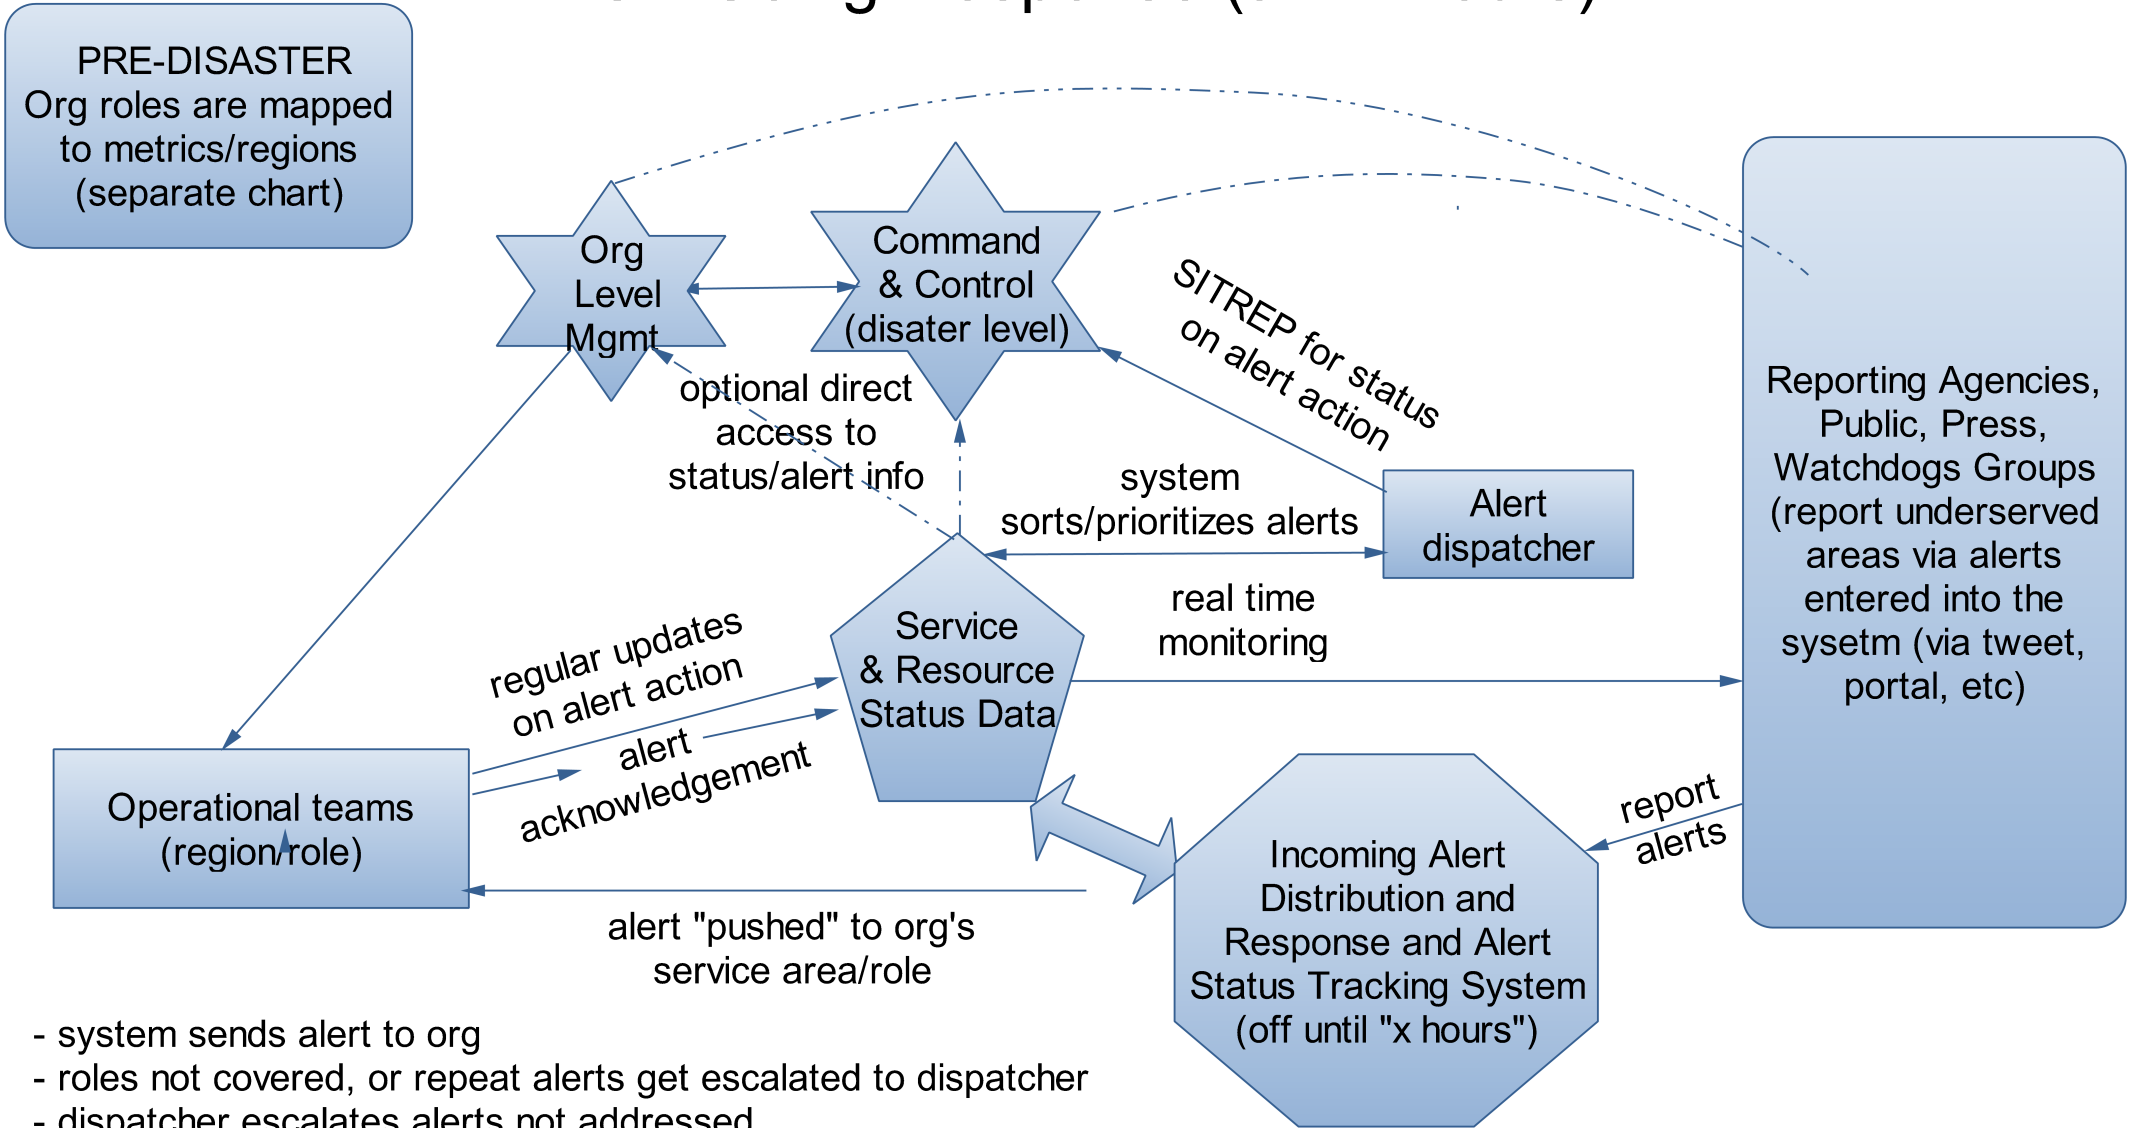 PRE-DISASTER
Org roles are mapped
to metrics/regions
(separate chart)
Org
Level
Mgmt
Command
& Control
(disater level)
SITREP for status
on alert action
optional direct
access to
status/alert info
system
sorts/prioritizes alerts
Alert
dispatcher
Reporting Agencies,
Public, Press,
Watchdogs Groups
(report underserved
areas via alerts
entered into the
sysetm (via tweet,
portal, etc)
real time
monitoring
Service
& Resource
Status Data
regular updates
on alert action
alert
acknowledgement
Operational teams
(region/role)
report
alerts
Incoming Alert
Distribution and
Response and Alert
Status Tracking System
(off until "x hours")
alert "pushed" to org's
service area/role
- system sends alert to org
- roles not covered, or repeat alerts get escalated to dispatcher
- dispatcher escalates alerts not addressed